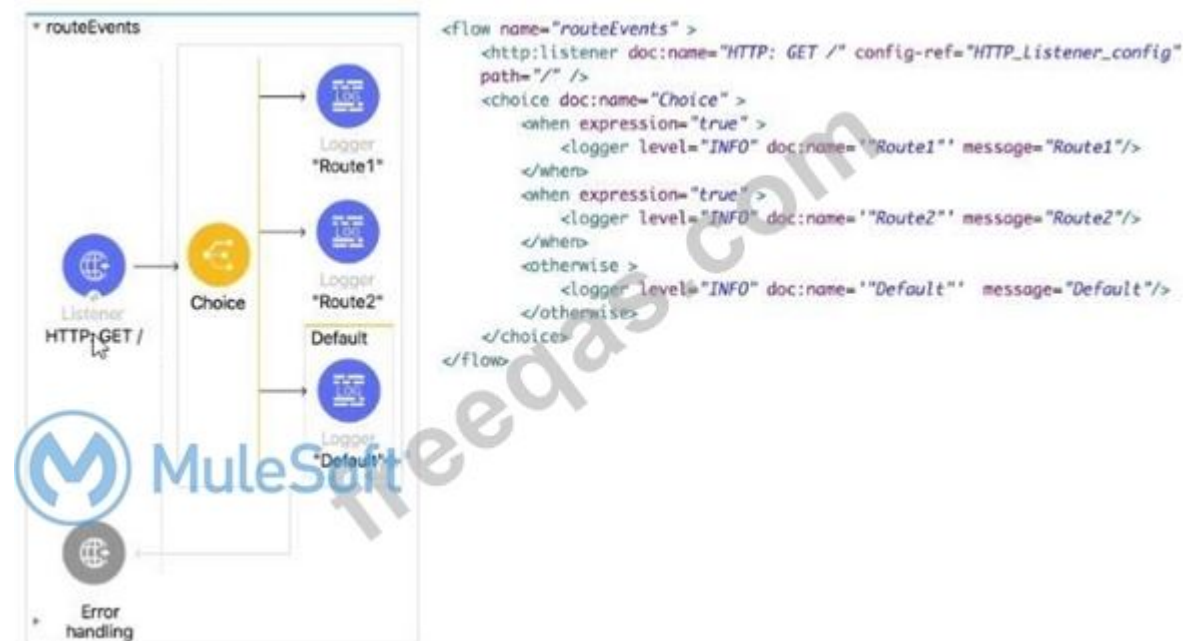 routeEvents
LOG
Logger
"Route1"
LOG
Logger
"Route2"
Listener
HTTP: GET /
Choice
Default
LOG
Logger
"Default"
MuleSoft
Error
handling
<flow name="routeEvents" >
<http:listener doc:name="HTTP: GET /" config-ref="HTTP_Listener_config"
path="/" />
<choice doc:name="Choice" >
<when expression="true" >
<logger level="INFO" doc:name='"Route1"' message="Route1"/>
</when>
<when expression="true" >
<logger level="INFO" doc:name='"Route2"' message="Route2"/>
</when>
<otherwise >
<logger level="INFO" doc:name='"Default"' message="Default"/>
</otherwise>
</choice>
</flow>
freeqas.com